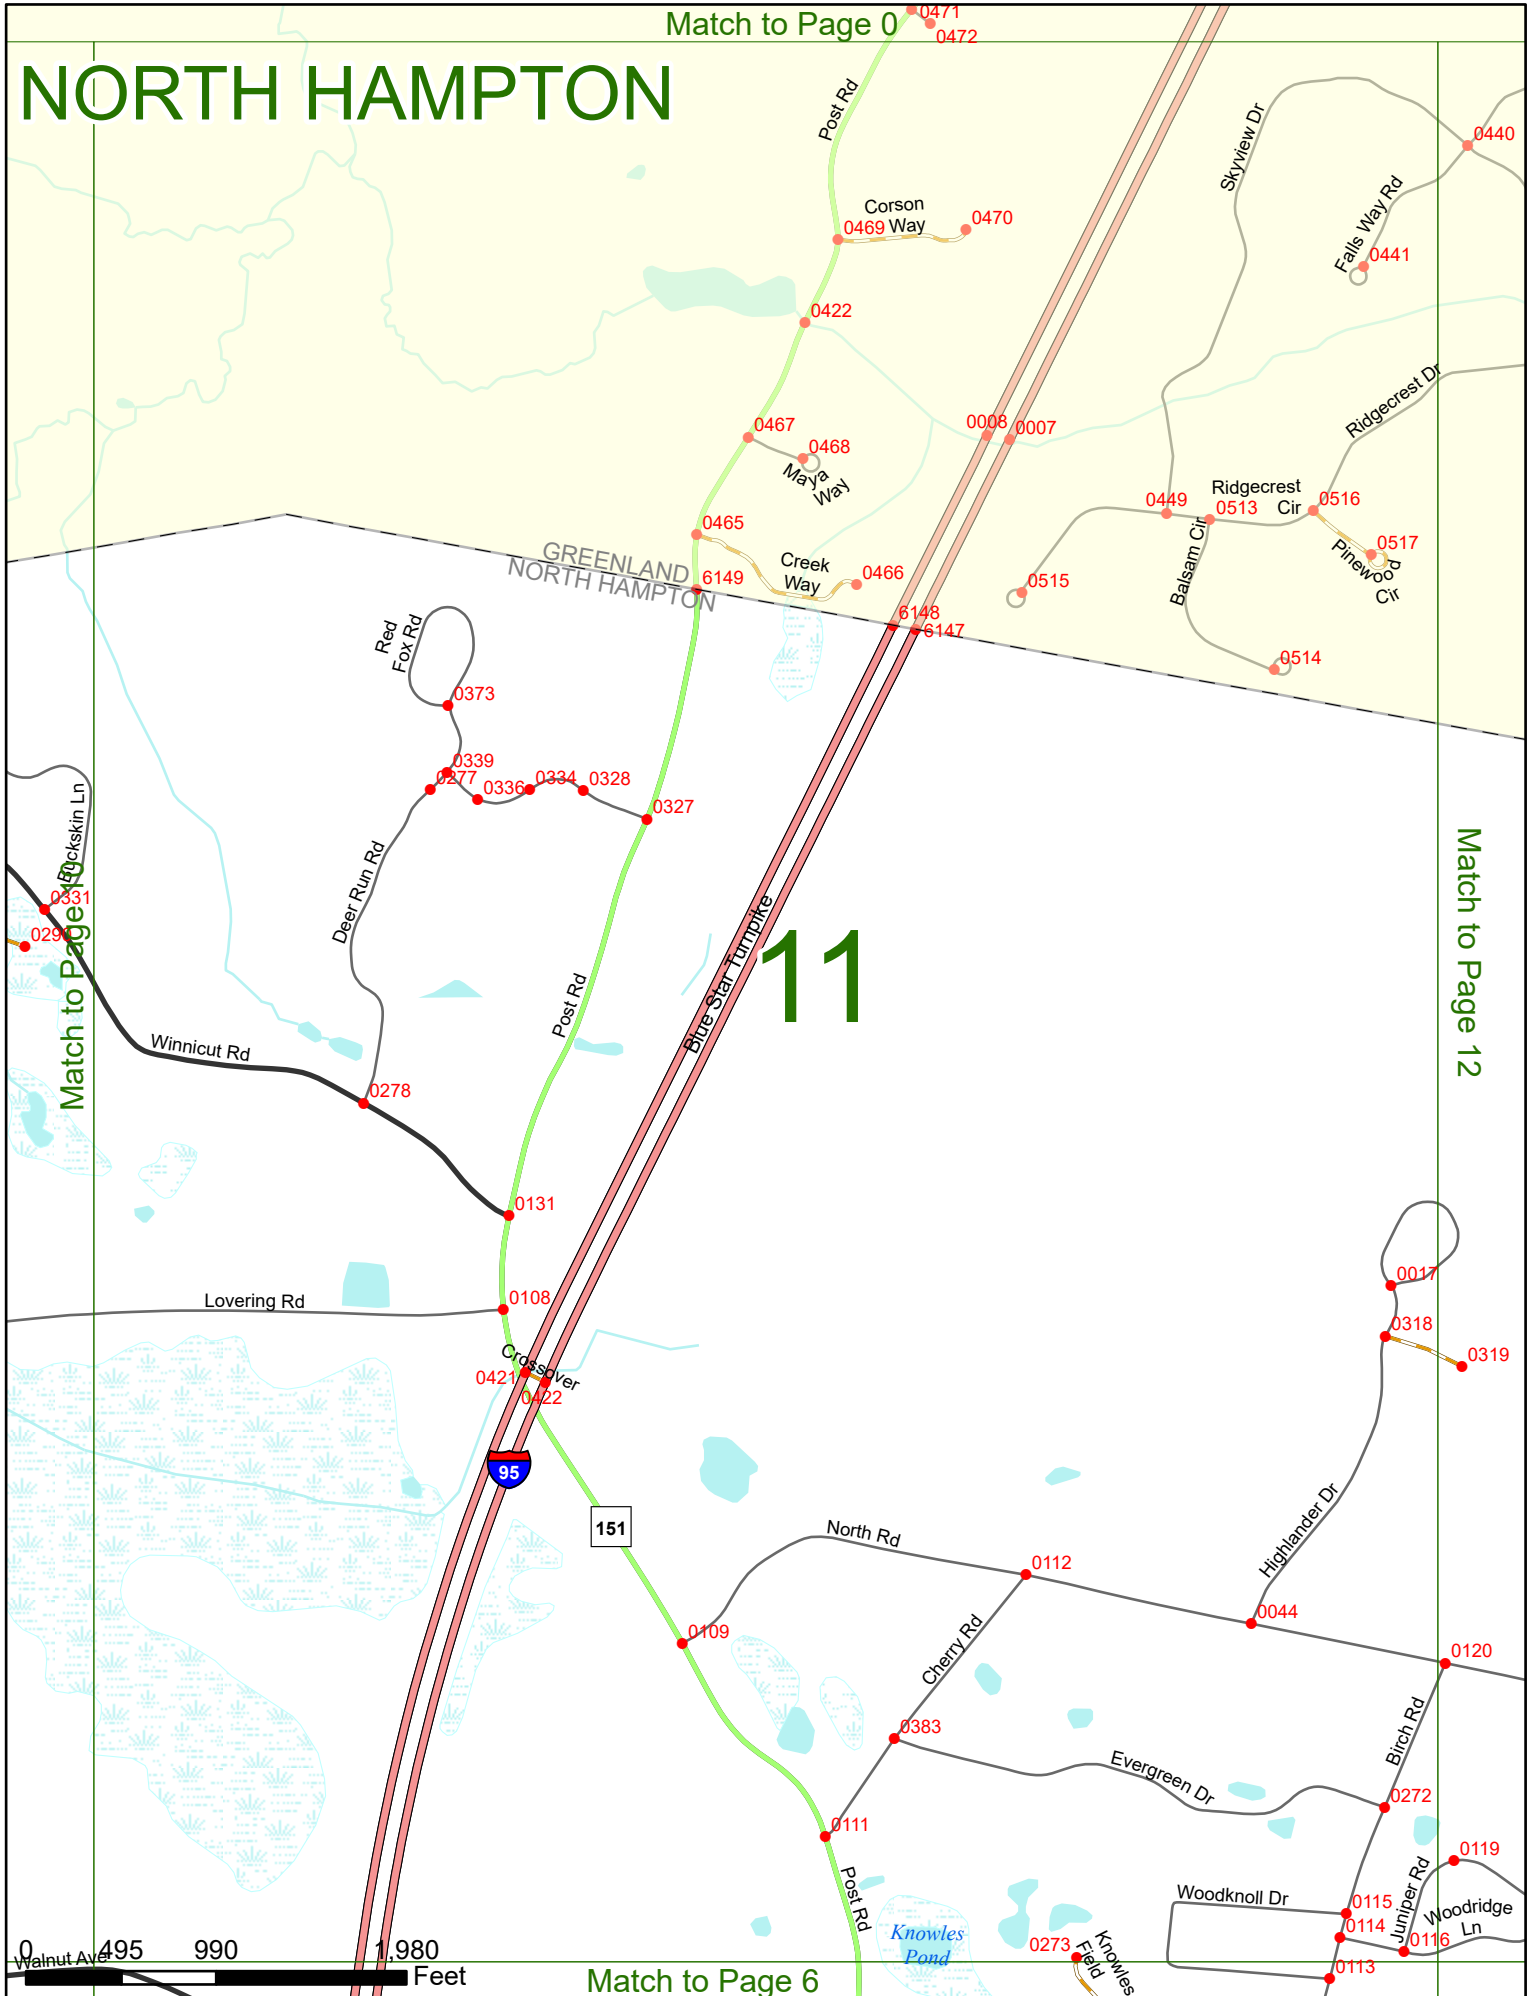 Match to Page 0
0471
0472
NORTH HAMPTON
Post Rd
Skyview Dr
0440
Corson
Way
0469
0470
Falls Way Rd
0441
0422
Ridgecrest Dr
0467
0468
Maya
Way
0008
0007
0449
0513
Ridgecrest
Cir
0516
0517
Pinewood
Cir
Balsam Cir
0465
GREENLAND
NORTH HAMPTON
6149
Creek
Way
0466
0515
6148
6147
0514
Red
Fox Rd
0373
0339
0277
0336
0334
0328
0327
Buckskin Ln
Match to Page 10
0331
Deer Run Rd
Post Rd
Blue Star Turnpike
11
Match to Page 12
Winnicut Rd
0278
0131
Lovering Rd
0108
0017
0318
0319
Crossover
0421
0422
95
151
North Rd
0112
Highlander Dr
0044
0109
Cherry Rd
0120
0383
Birch Rd
Evergreen Dr
0272
0111
0119
Post Rd
Woodknoll Dr
0115
Juniper Rd
Woodridge
Ln
0114
0116
Knowles
Pond
0273
Knowles
Field
0113
0 495 990 1,980
Walnut Ave
Feet
Match to Page 6